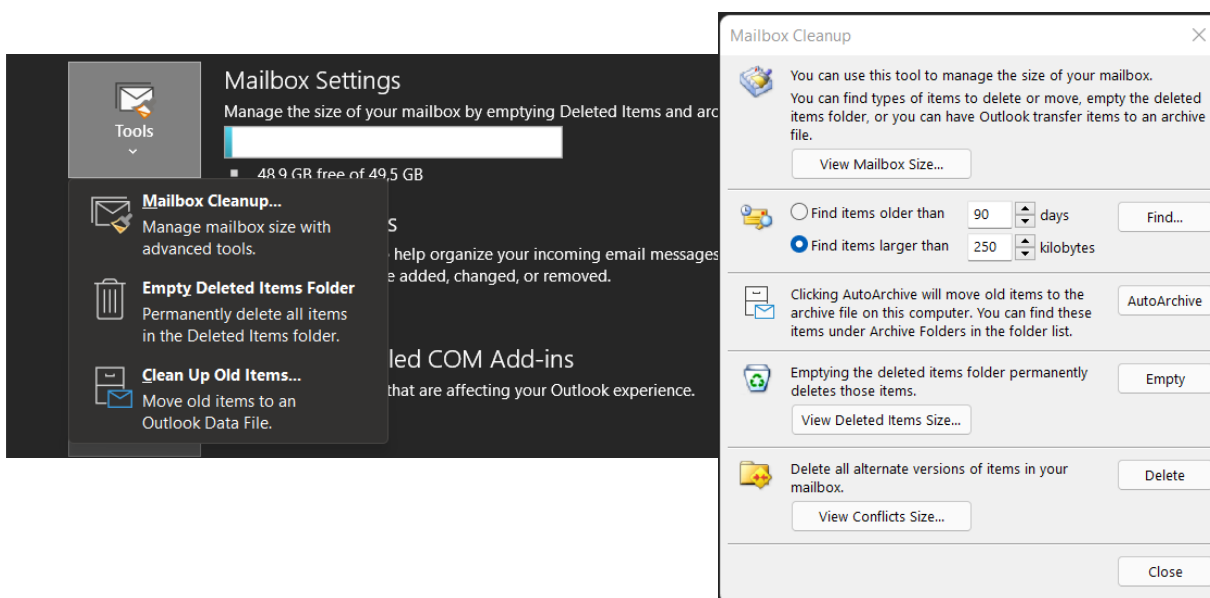 Tools
Mailbox Settings
Manage the size of your mailbox by emptying Deleted Items and arc
48,9 GB free of 49,5 GB
Mailbox Cleanup...
Manage mailbox size with
advanced tools.
Empty Deleted Items Folder
Permanently delete all items
in the Deleted Items folder.
Clean Up Old Items...
Move old items to an
Outlook Data File.
s
help organize your incoming email messages
e added, changed, or removed.
led COM Add-ins
that are affecting your Outlook experience.
Mailbox Cleanup
You can use this tool to manage the size of your mailbox.
You can find types of items to delete or move, empty the deleted
items folder, or you can have Outlook transfer items to an archive
file.
View Mailbox Size...
Find items older than 90 days Find...
Find items larger than 250 kilobytes
Clicking AutoArchive will move old items to the
archive file on this computer. You can find these
items under Archive Folders in the folder list.
AutoArchive
Emptying the deleted items folder permanently
deletes those items.
Empty
View Deleted Items Size...
Delete all alternate versions of items in your
mailbox.
Delete
View Conflicts Size...
Close